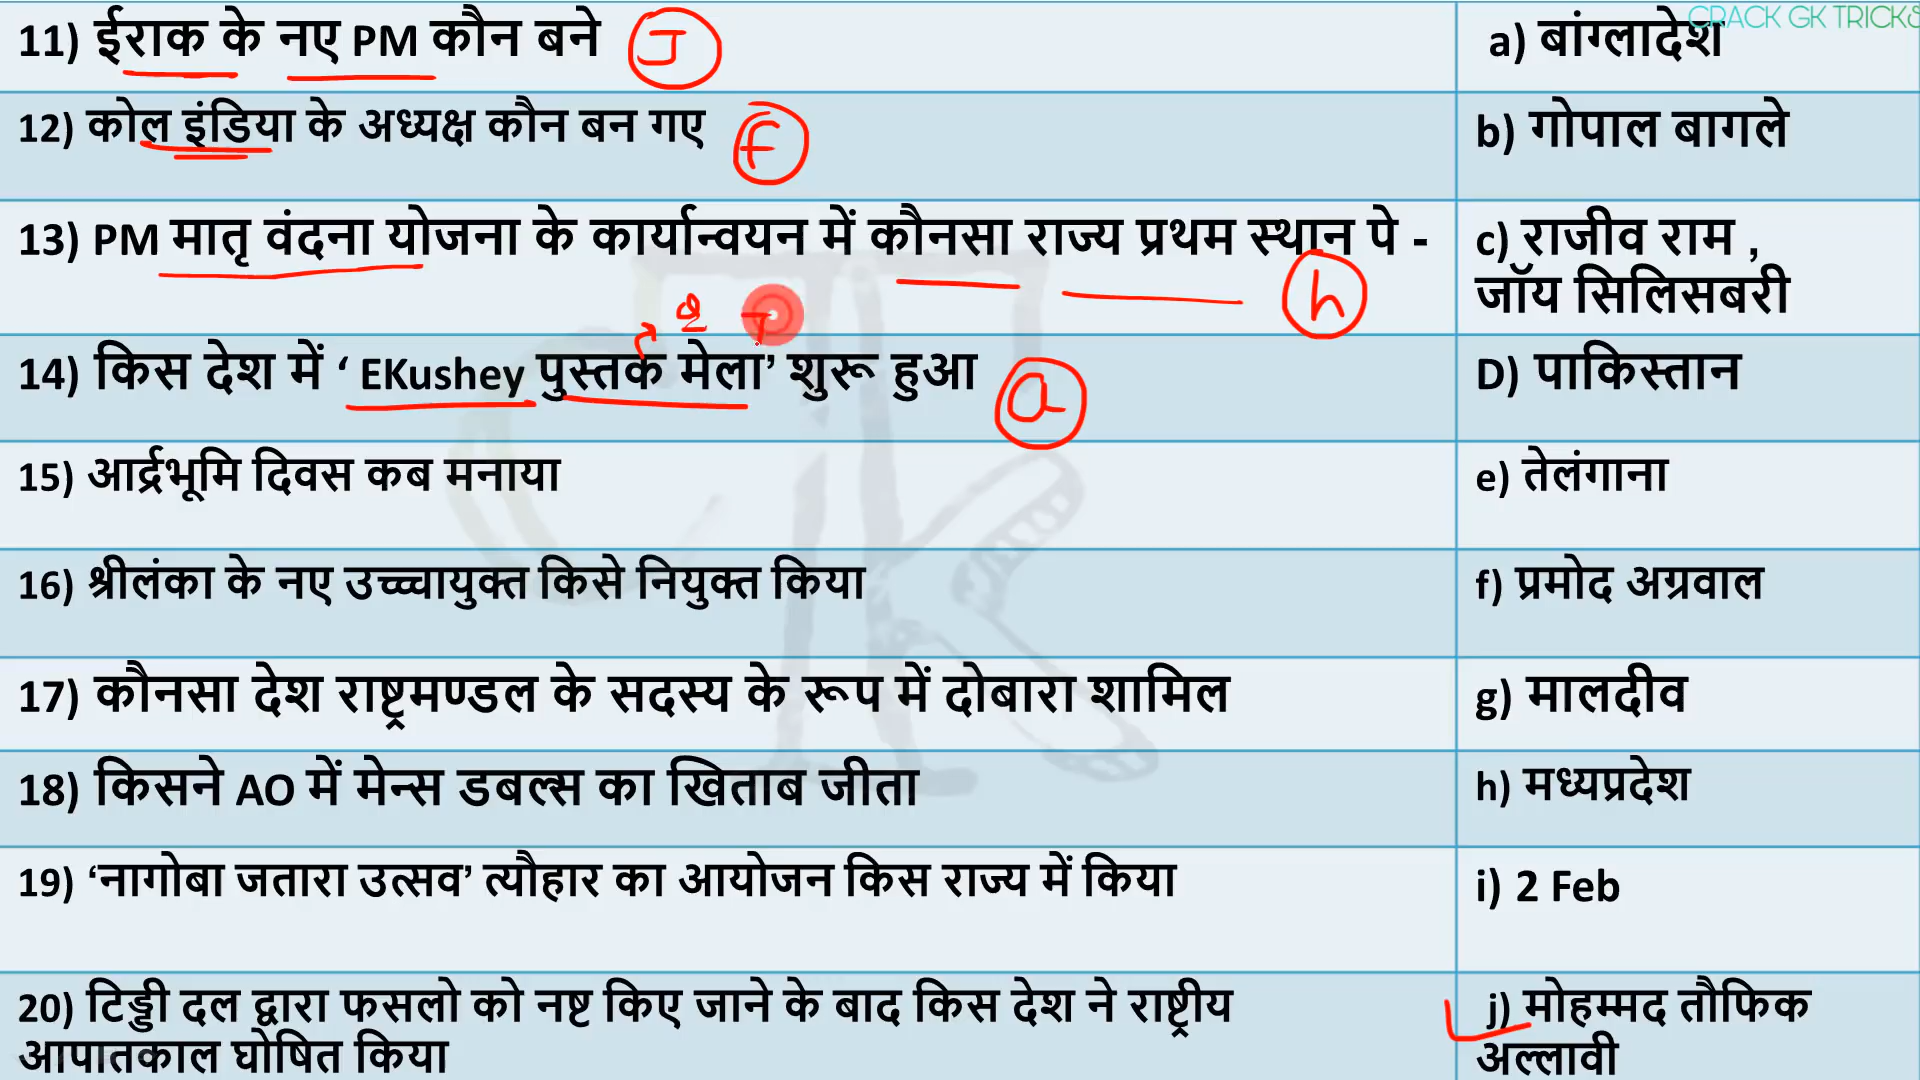 CRACK GK TRICKS
11) ईराक के नए PM कौन बने J
a) बांग्लादेश
12) कोल इंडिया के अध्यक्ष कौन बन गए F
b) गोपाल बागले
13) PM मातृ वंदना योजना के कार्यान्वयन में कौनसा राज्य प्रथम स्थान पे -
h
c) राजीव राम ,
जॉय सिलिसबरी
14) किस देश में ‘ EKushey पुस्तक मेला’ शुरू हुआ a
D) पाकिस्तान
15) आर्द्रभूमि दिवस कब मनाया
e) तेलंगाना
16) श्रीलंका के नए उच्चायुक्त किसे नियुक्त किया
f) प्रमोद अग्रवाल
17) कौनसा देश राष्ट्रमण्डल के सदस्य के रूप में दोबारा शामिल
g) मालदीव
18) किसने AO में मेन्स डबल्स का खिताब जीता
h) मध्यप्रदेश
19) ‘नागोबा जतारा उत्सव’ त्यौहार का आयोजन किस राज्य में किया
i) 2 Feb
20) टिड्डी दल द्वारा फसलो को नष्ट किए जाने के बाद किस देश ने राष्ट्रीय
आपातकाल घोषित किया
j) मोहम्मद तौफिक
अल्लावी